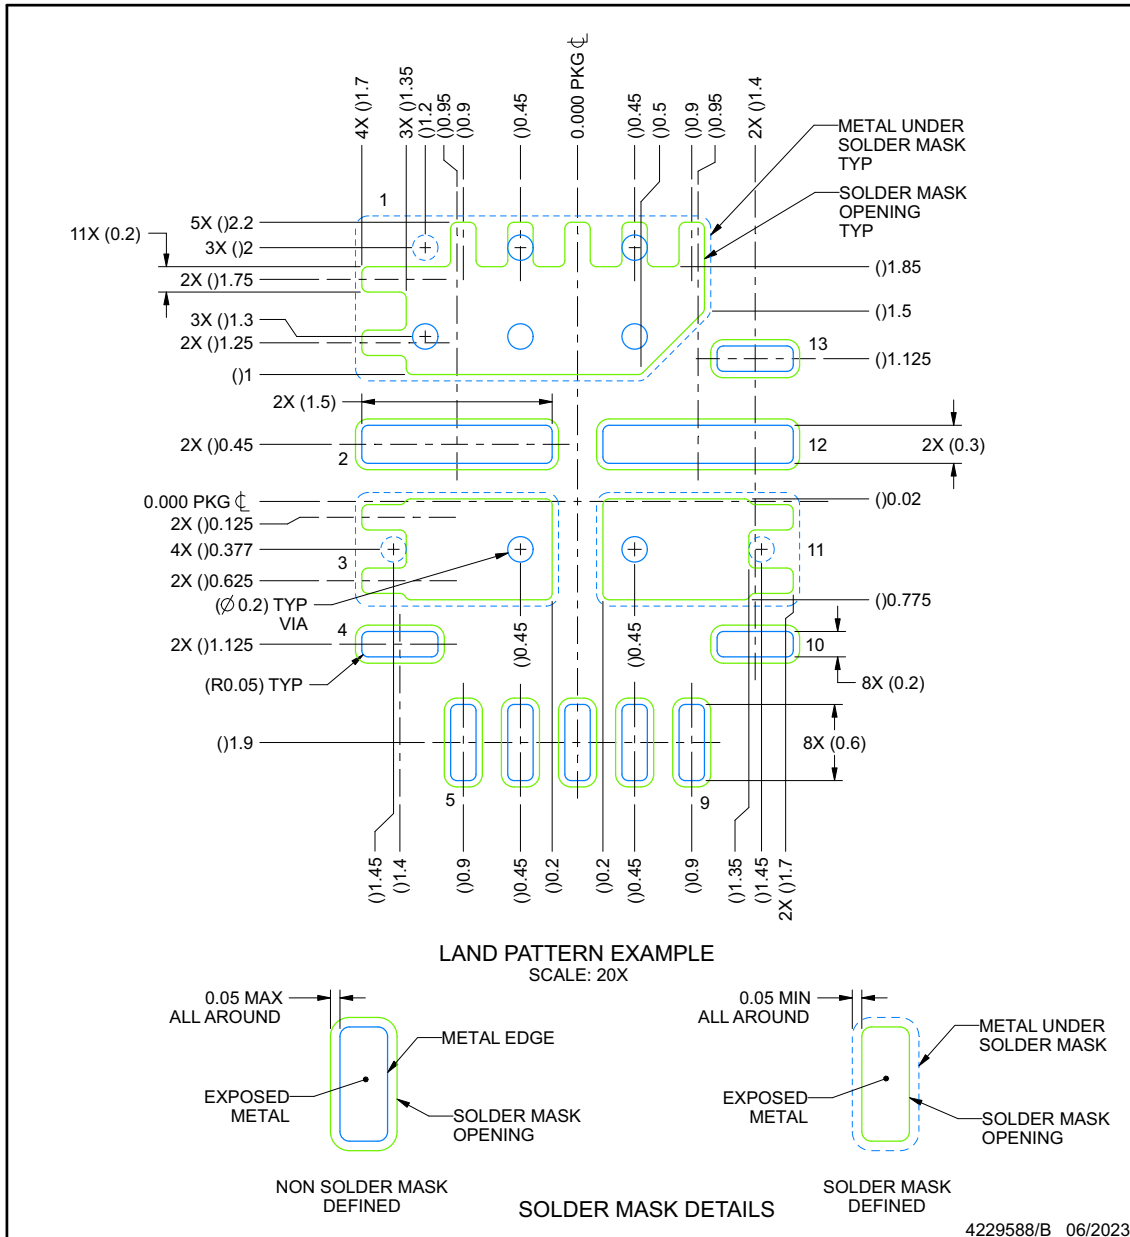 4X ()1.7
3X ()1.35
()1.2
()0.95
()0.9
()0.45
0.000 PKG ℄
()0.45
()0.5
()0.9
()0.95
2X ()1.4
METAL UNDER
SOLDER MASK
TYP
SOLDER MASK
OPENING
TYP
1
5X ()2.2
11X (0.2)
3X ()2
2X ()1.75
()1.85
3X ()1.3
()1.5
2X ()1.25
13
()1.125
()1
2X (1.5)
2X ()0.45
2
12
2X (0.3)
0.000 PKG ℄
()0.02
2X ()0.125
4X ()0.377
3
11
2X ()0.625
(∅ 0.2) TYP
VIA
()0.775
4
2X ()1.125
10
(R0.05) TYP
()0.45
()0.45
8X (0.2)
()1.9
8X (0.6)
5
9
()1.45
()1.4
()0.9
()0.45
()0.2
()0.2
()0.45
()0.9
()1.35
()1.45
2X ()1.7
LAND PATTERN EXAMPLE
SCALE: 20X
0.05 MAX
ALL AROUND
METAL EDGE
EXPOSED
METAL
SOLDER MASK
OPENING
NON SOLDER MASK
DEFINED
0.05 MIN
ALL AROUND
METAL UNDER
SOLDER MASK
EXPOSED
METAL
SOLDER MASK
OPENING
SOLDER MASK
DEFINED
SOLDER MASK DETAILS
4229588/B 06/2023